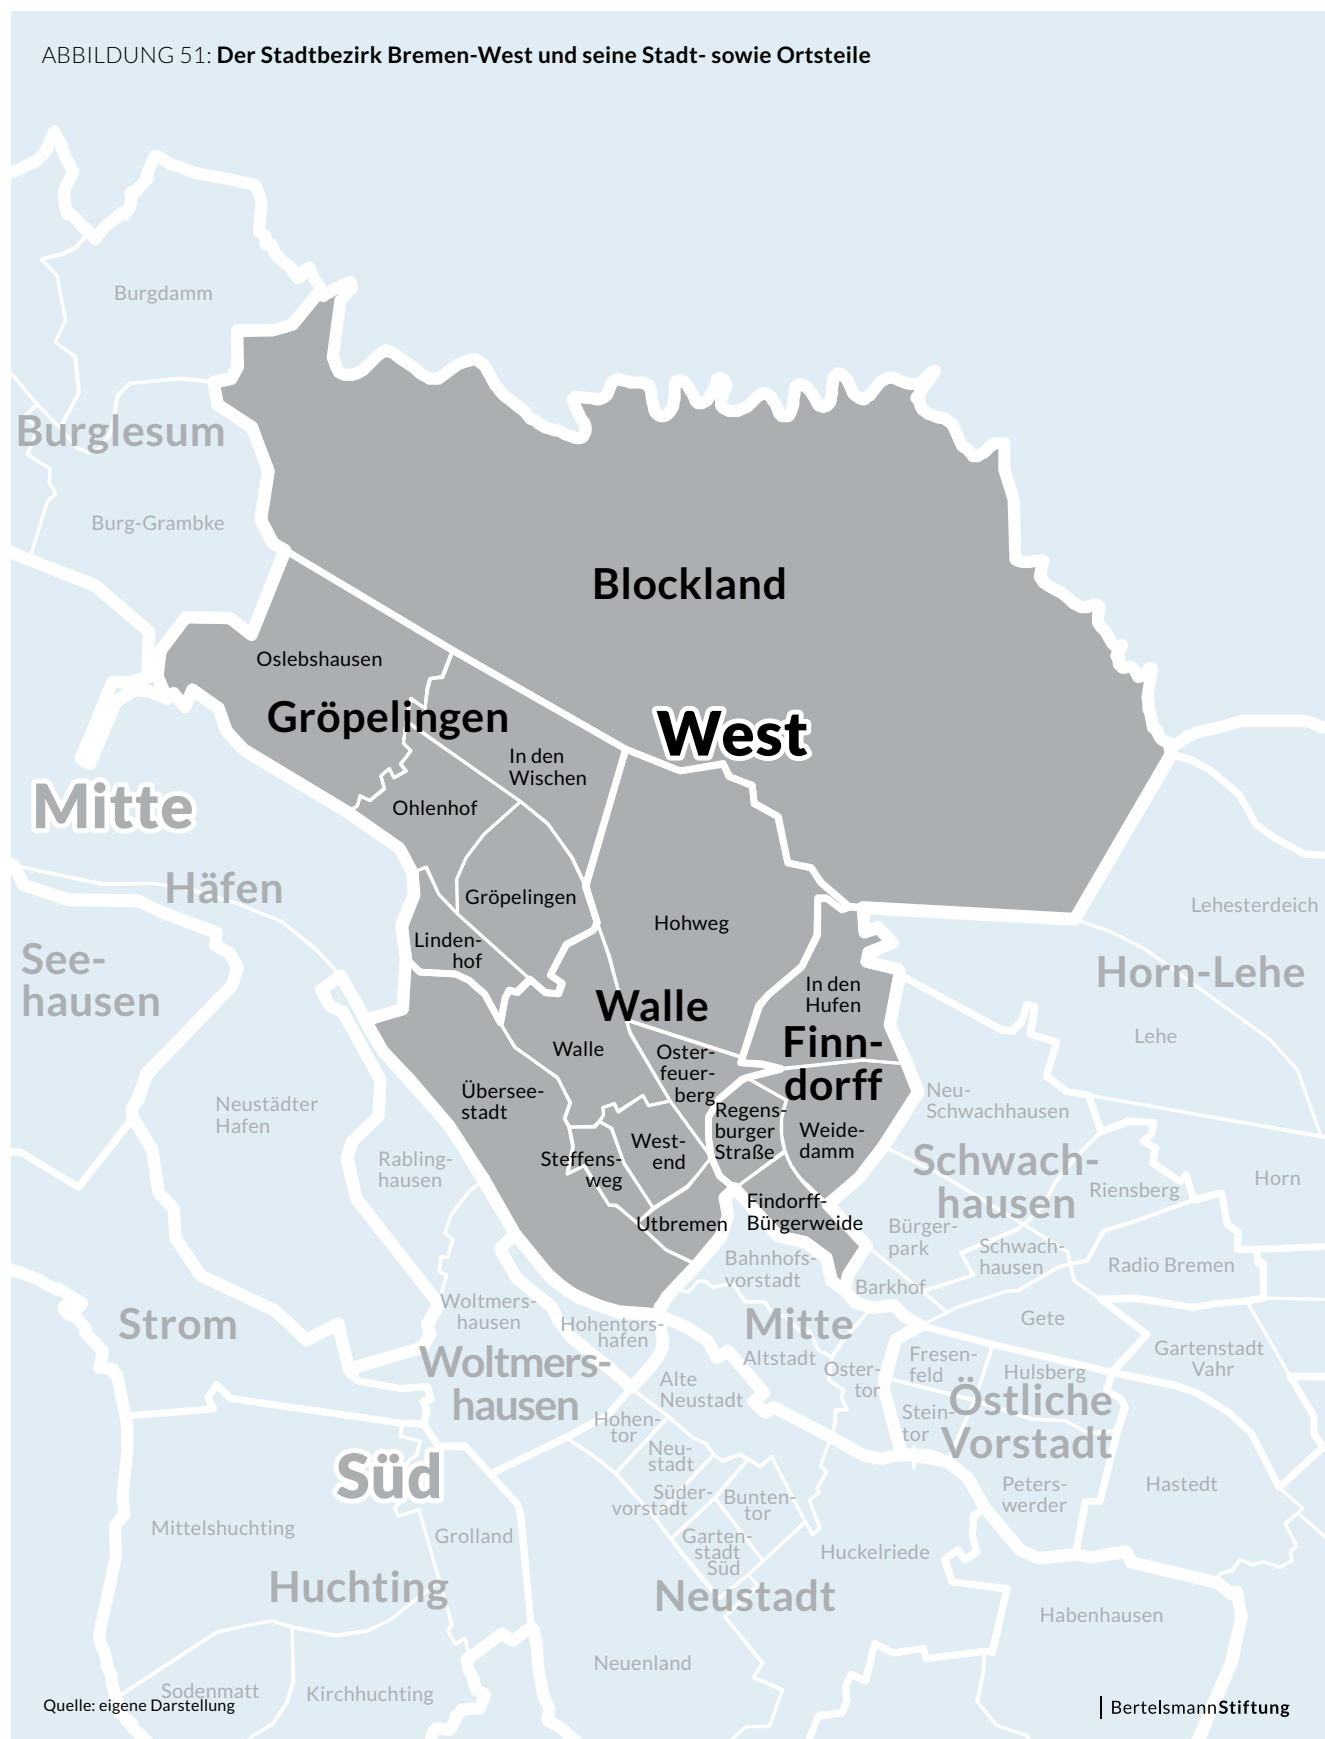 ABBILDUNG 51: Der Stadtbezirk Bremen-West und seine Stadt- sowie Ortsteile
Burgdamm
Burglesum
Burg-Grambke
Blockland
Oslebshausen
Gröpelingen
West
In den
Wischen
Mitte
Ohlenhof
Häfen
Gröpelingen
Lehesterdeich
Hohweg
Linden-
hof
See-
hausen
Horn-Lehe
In den
Hufen
Walle
Lehe
Finn-
dorff
Walle
Oster-
feuer-
berg
Übersee-
stadt
Neu-
Schwachhausen
Neustädter
Hafen
Regens-
burger
Straße
Weide-
damm
West-
end
Rabling-
hausen
Steffens-
weg
Schwach-
hausen
Horn
Riensberg
Findorff-
Bürgerweide
Utbremen
Bürger-
park
Schwach-
hausen
Bahnhofs-
vorstadt
Radio Bremen
Barkhof
Woltmers-
hausen
Strom
Hohentors-
hafen
Mitte
Gete
Gartenstadt
Vahr
Woltmers-
hausen
Altstadt
Oster-
tor
Fresen-
feld
Hulsberg
Alte
Neustadt
Östliche
Vorstadt
Stein-
tor
Hohen-
tor
Neu-
stadt
Süd
Peters-
werder
Hastedt
Süder-
vorstadt
Bunten-
tor
Mittelshuchting
Grolland
Garten-
stadt
Süd
Huckelriede
Huchting
Neustadt
Habenhausen
Neuenland
Sodenmatt
Kirchhuchting
Quelle: eigene Darstellung
BertelsmannStiftung